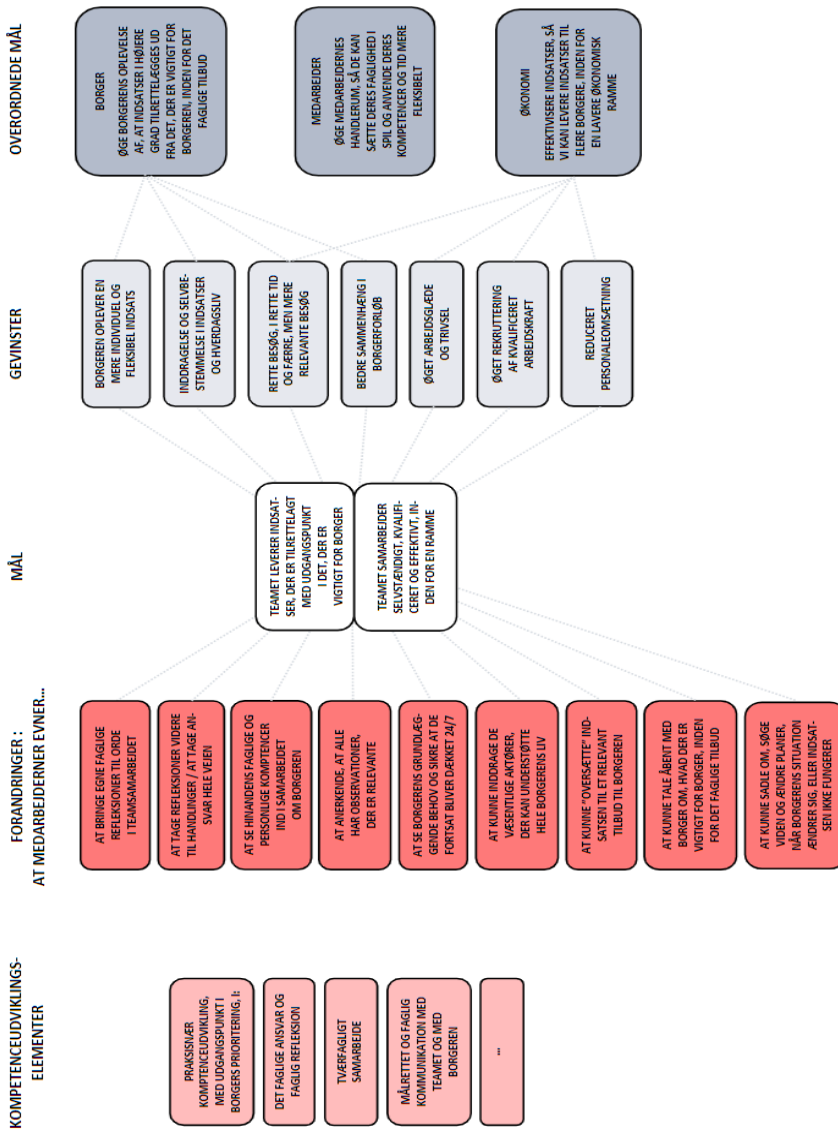 KOMPETENCEUDVIKLINGS-
ELEMENTER
PRAKSISNÆR
KOMPTENCEUDVIKLING,
MED UDGANGSPUNKT I
BORGERS PRIORITERING, I:
DET FAGLIGE ANSVAR OG
FAGLIG REFLEKSION
TVÆRFAGLIGT
SAMARBEJDE
MÅLRETTET OG FAGLIG
KOMMUNIKATION MED
TEAMET OG MED
BORGEREN
...
FORANDRINGER :
AT MEDARBEJDERNER EVNER...
AT BRINGE EGNE FAGLIGE
REFLEKSIONER TIL ORDE
I TEAMSAMARBEJDET
AT TAGE REFLEKSIONER VIDERE
TIL HANDLINGER / AT TAGE AN-
SVAR HELE VEJEN
AT SE HINANDENS FAGLIGE OG
PERSONLIGE KOMPTENCER
IND I SAMARBEJDET
OM BORGEREN
AT ANERKENDE, AT ALLE
HAR OBSERVATIONER,
DER ER RELEVANTE
AT SE BORGERENS GRUNDLÆG-
GENDE BEHOV OG SIKRE AT DE
FORTSAT BLIVER DÆKKET 24/7
AT KUNNE INDDRAGE DE
VÆSENTLIGE AKTØRER,
DER KAN UNDERSTØTTE
HELE BORGERENS LIV
AT KUNNE "OVERSÆTTE" IND-
SATSEN TIL ET RELEVANT
TILBUD TIL BORGEREN
AT KUNNE TALE ÅBENT MED
BORGER OM, HVAD DER ER
VIGTIGT FOR BORGER, INDEN
FOR DET FAGLIGE TILBUD
AT KUNNE SADLE OM, SØGE
VIDEN OG ÆNDRE PLANER,
NÅR BORGERENS SITUATION
ÆNDRER SIG, ELLER INDSAT-
SEN IKKE FUNGERER
MÅL
TEAMET LEVERER INDSAT-
SER, DER ER TILRETTELAGT
MED UDGANGSPUNKT
I DET, DER ER
VIGTIGT FOR BORGER
TEAMET SAMARBEJDER
SELVSTÆNDIGT, KVALIFI-
CERET OG EFFEKTIVT, IN-
DEN FOR EN RAMME
GEVINSTER
BORGEREN OPLEVER EN
MERE INDIVIDUEL OG
FLEKSIBEL INDSATS
INDDRAGELSE OG SELVBE-
STEMMELSE I INDSATSER
OG HVERDAGSLIV
RETTE BESØG, I RETTE TID
OG FÆRRE, MEN MERE
RELEVANTE BESØG
BEDRE SAMMENHÆNG I
BORGERFORLØB
ØGET ARBEJDSGLÆDE
OG TRIVSEL
ØGET REKRUTTERING
AF KVALIFICERET
ARBEJDSKRAFT
REDUCERET
PERSONALEOMSÆTNING
OVERORDNEDE MÅL
BORGER
ØGE BORGERENS OPLEVELSE
AF, AT INDSATSER I HØJERE
GRAD TILRETTELÆGGES UD
FRA DET, DER ER VIGTIGT FOR
BORGEREN, INDEN FOR DET
FAGLIGE TILBUD
MEDARBEJDER
ØGE MEDARBEJDERNES
HANDLERUM, SÅ DE KAN
SÆTTE DERES FAGLIGHED I
SPIL OG ANVENDE DERES
KOMPETENCER OG TID MERE
FLEKSIBELT
ØKONOMI
EFFEKTIVISERE INDSATSER, SÅ
VI KAN LEVERE INDSATSER TIL
FLERE BORGERE, INDEN FOR
EN LAVERE ØKONOMISK
RAMME